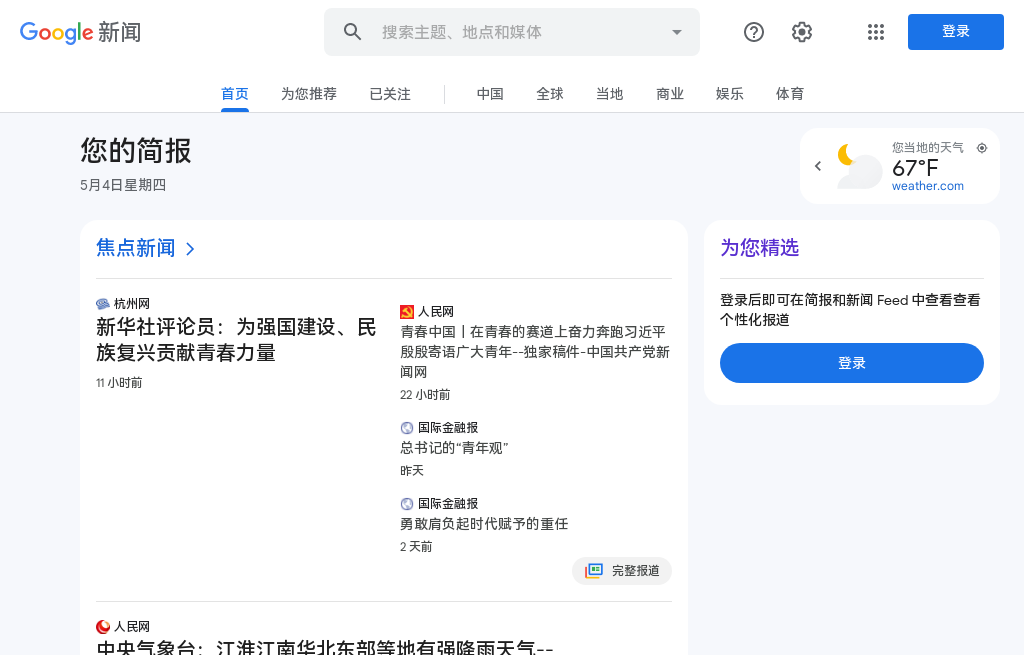 Google 新闻
搜索主题、地点和媒体
登录
首页
为您推荐
已关注
中国
全球
当地
商业
娱乐
体育
您的简报
5月4日星期四
您当地的天气
67°F
weather.com
焦点新闻
杭州网
新华社评论员：为强国建设、民
族复兴贡献青春力量
11 小时前
人民网
青春中国丨在青春的赛道上奋力奔跑习近平
殷殷寄语广大青年--独家稿件-中国共产党新
闻网
22 小时前
国际金融报
总书记的“青年观”
昨天
国际金融报
勇敢肩负起时代赋予的重任
2 天前
完整报道
人民网
中央气象台：江淮江南华北东部等地有强降雨天气--
为您精选
登录后即可在简报和新闻 Feed 中查看查看
个性化报道
登录